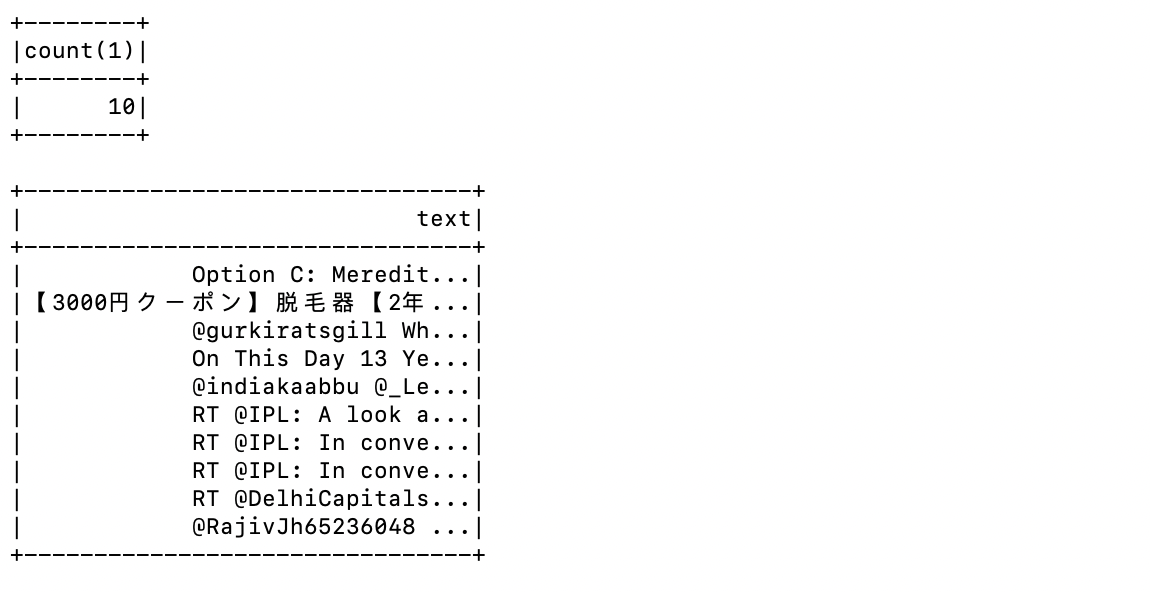 +--------+
|count(1)|
+--------+
|      10|
+--------+

+--------------------------------+
|                            text|
+--------------------------------+
|            Option C: Meredit...|
|【3000円クーポン】脱毛器【2年 ...|
|            @gurkiratsgill Wh...|
|            On This Day 13 Ye...|
|            @indiakaabbu @_Le...|
|            RT @IPL: A look a...|
|            RT @IPL: In conve...|
|            RT @IPL: In conve...|
|            RT @DelhiCapitals...|
|            @RajivJh65236048 ...|
+--------------------------------+